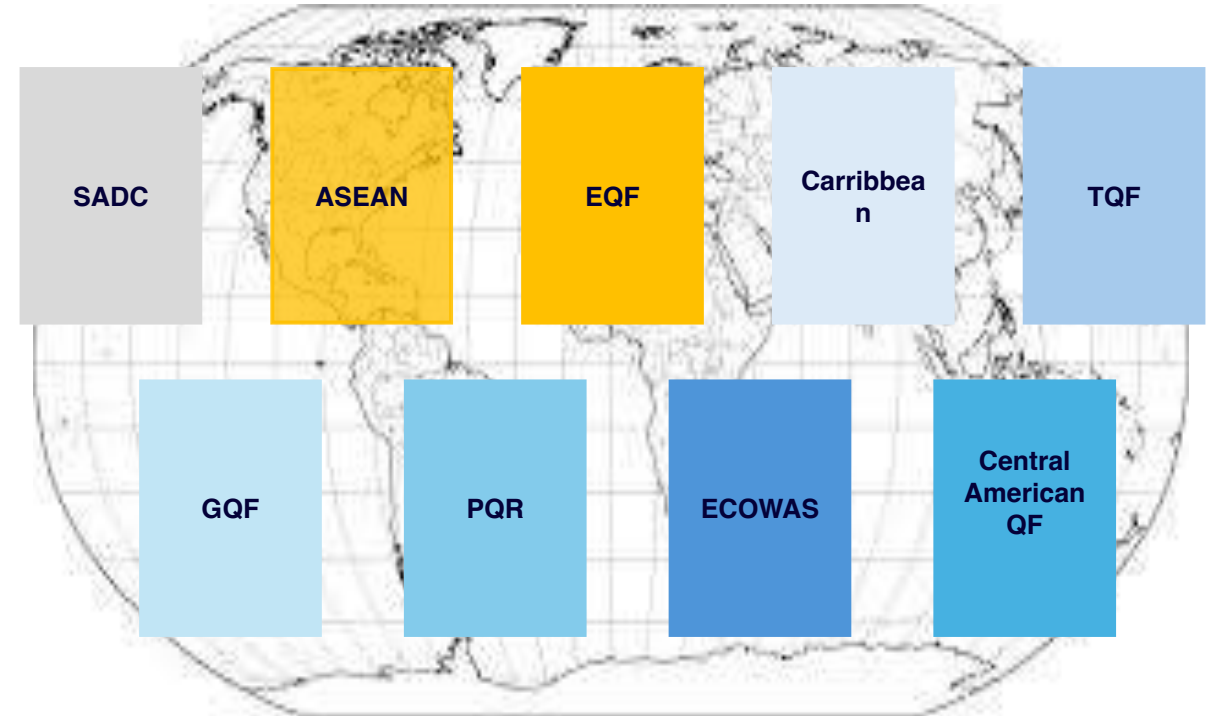 SADC
ASEAN
EQF
Carribbea
n
TQF
GQF
PQR
ECOWAS
Central
American
QF